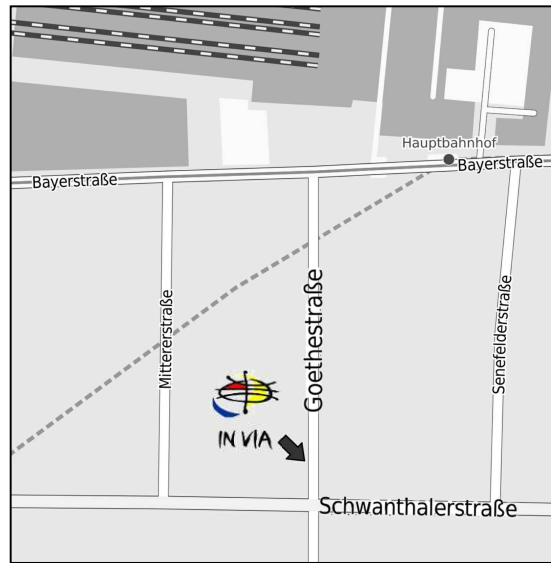 Hauptbahnhof
Bayerstraße
Bayerstraße
Mittererstraße
Goethestraße
Senefelderstraße
IN VIA
Schwanthalerstraße